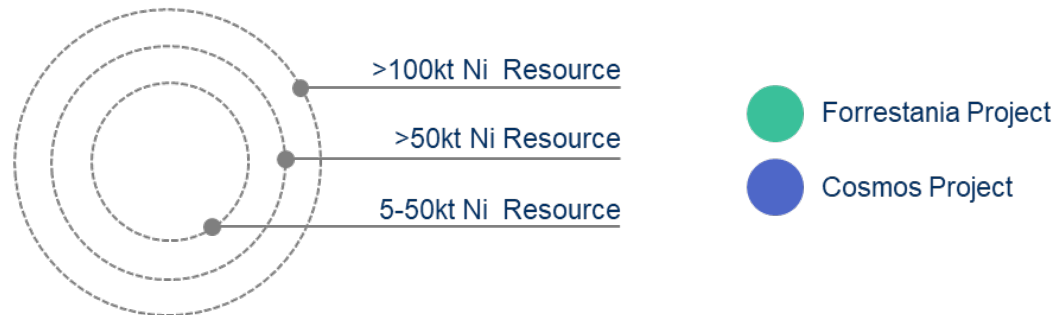 >100kt Ni  Resource
>50kt Ni Resource
5-50kt Ni  Resource
Forrestania Project
Cosmos Project